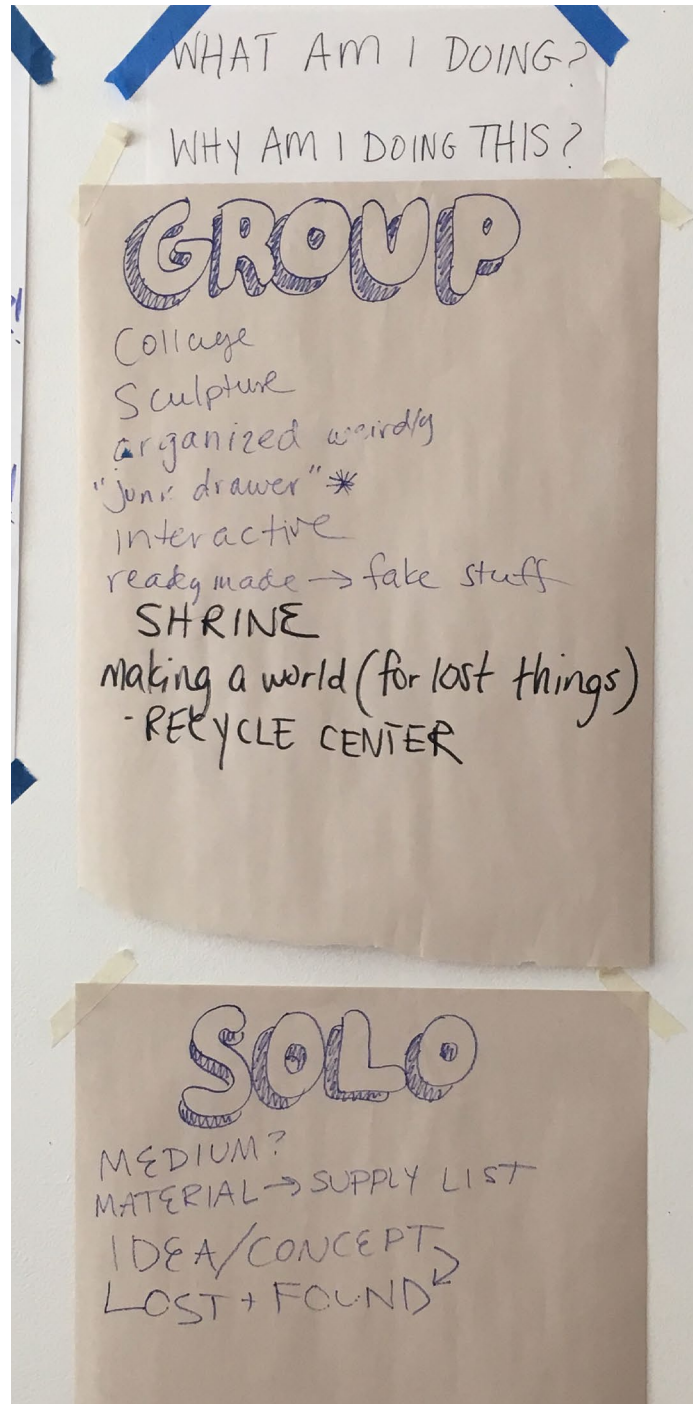 WHAT AM I DOING?
WHY AM I DOING THIS?
GROUP
Collage
Sculpture
organized weirdly
"junk drawer" *
interactive
readymade → fake stuff
SHRINE
making a world (for lost things)
- RECYCLE CENTER
SOLO
MEDIUM?
MATERIAL → SUPPLY LIST
IDEA/CONCEPT
LOST + FOUND